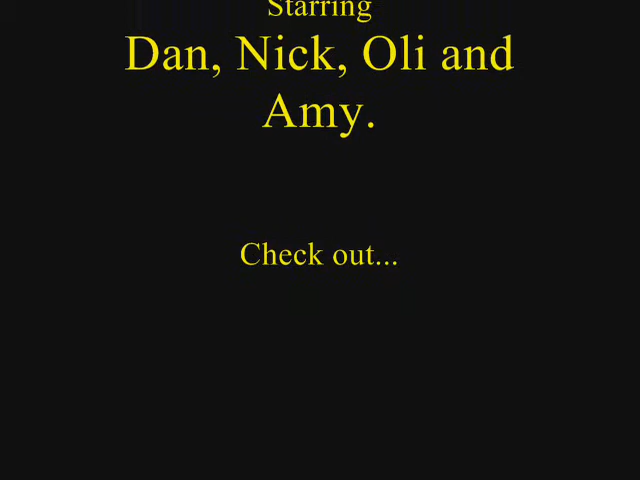 Starring
Dan, Nick, Oli and
Amy.
Check out...